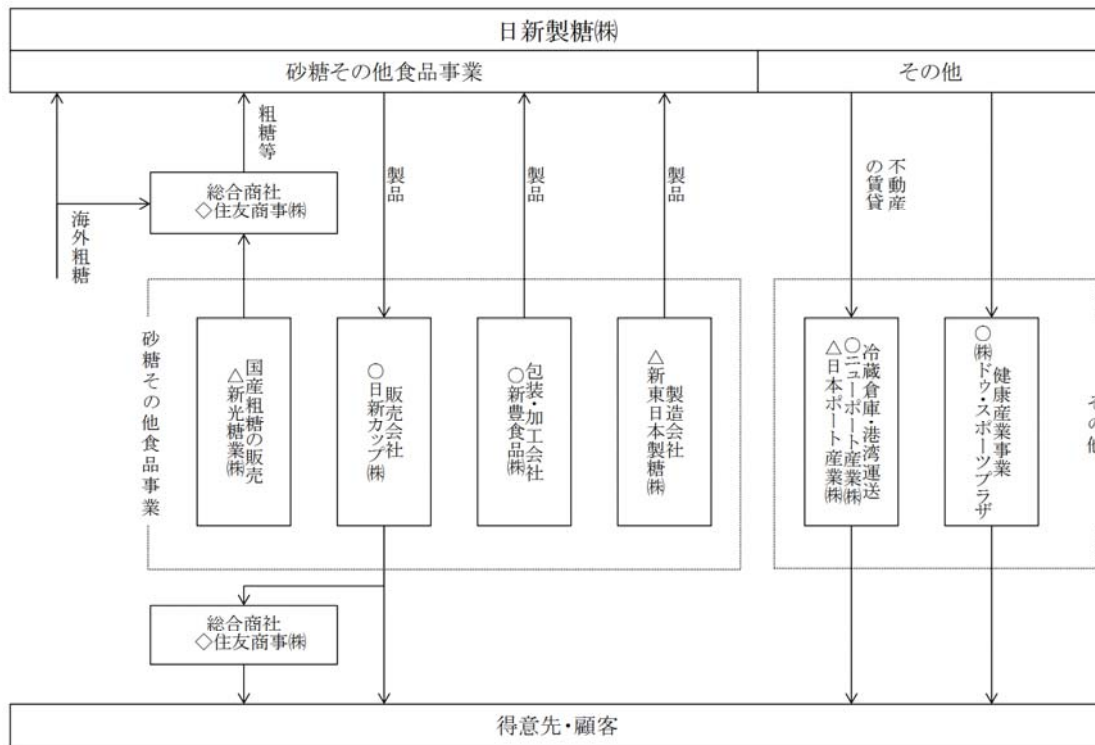 日新製糖㈱
砂糖その他食品事業
その他
粗糖等
製品
製品
製品
不動産
の賃貸
総合商社
◇住友商事㈱
海外粗糖
砂糖その他食品事業
国産粗糖の販売
△新光糖業㈱
販売会社
○日新カップ㈱
包装・加工会社
○新豊食品㈱
製造会社
△新東日本製糖㈱
冷蔵倉庫・港湾運送
○ニューポート産業㈱
△日本ポート産業㈱
健康産業事業
○㈱ドゥ・スポーツプラザ
その他
総合商社
◇住友商事㈱
得意先・顧客